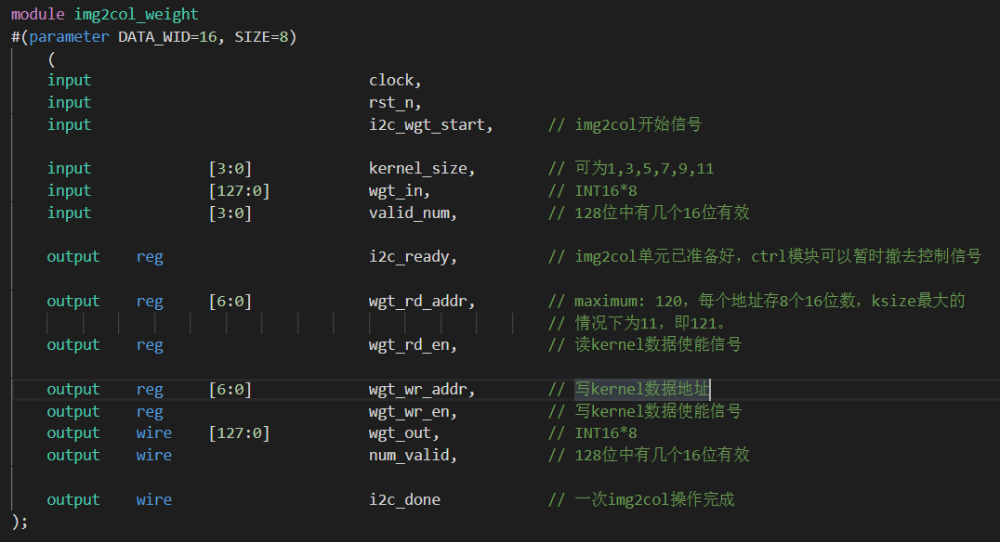 module img2col_weight
#(parameter DATA_WID=16, SIZE=8)
(
input clock,
input rst_n,
input i2c_wgt_start, // img2col开始信号
input [3:0] kernel_size, // 可为1,3,5,7,9,11
input [127:0] wgt_in, // INT16*8
input [3:0] valid_num, // 128位中有几个16位有效
output reg i2c_ready, // img2col单元已准备好，ctrl模块可以暂时撤去控制信号
output reg [6:0] wgt_rd_addr, // maximum: 120，每个地址存8个16位数，ksize最大的
// 情况下为11，即121。
output reg wgt_rd_en, // 读kernel数据使能信号
output reg [6:0] wgt_wr_addr, // 写kernel数据地址
output reg wgt_wr_en, // 写kernel数据使能信号
output wire [127:0] wgt_out, // INT16*8
output wire num_valid, // 128位中有几个16位有效
output wire i2c_done // 一次img2col操作完成
);